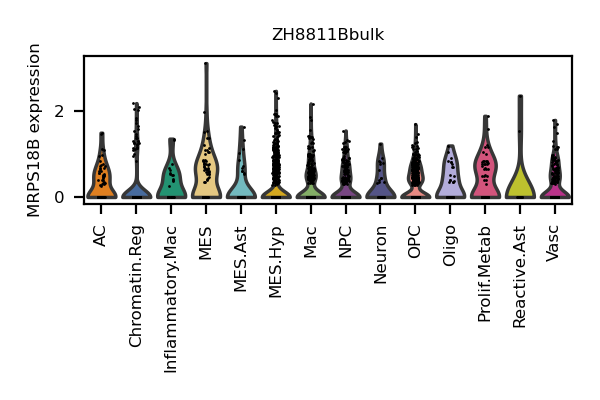 ZH8811Bbulk
MRPS18B expression
2
0
AC
Chromatin.Reg
Inflammatory.Mac
MES
MES.Ast
MES.Hyp
Mac
NPC
Neuron
OPC
Oligo
Prolif.Metab
Reactive.Ast
Vasc